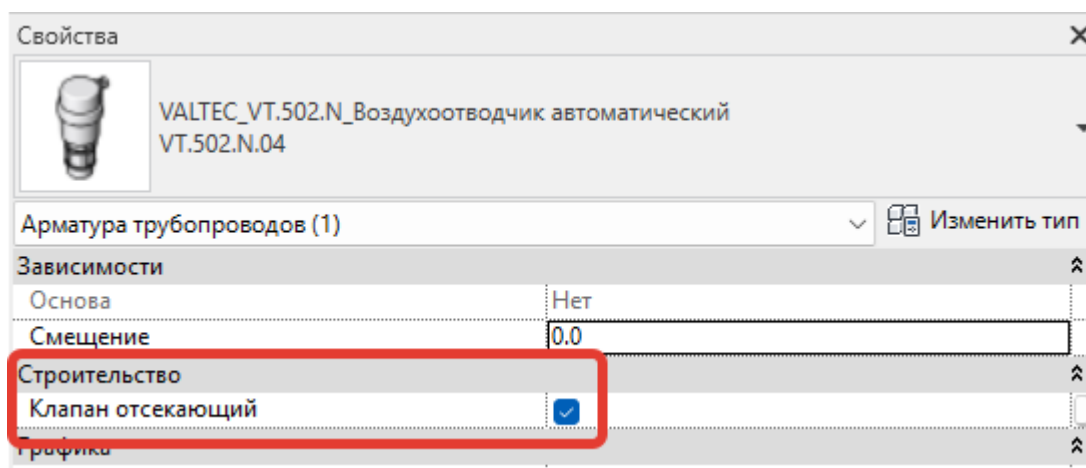 Свойства
VALTEC_VT.502.N_Воздухоотводчик автоматический
VT.502.N.04
Арматура трубопроводов (1)
Изменить тип
Зависимости
Основа Нет
Смещение 0.0
Строительство
Клапан отсекающий
Графика